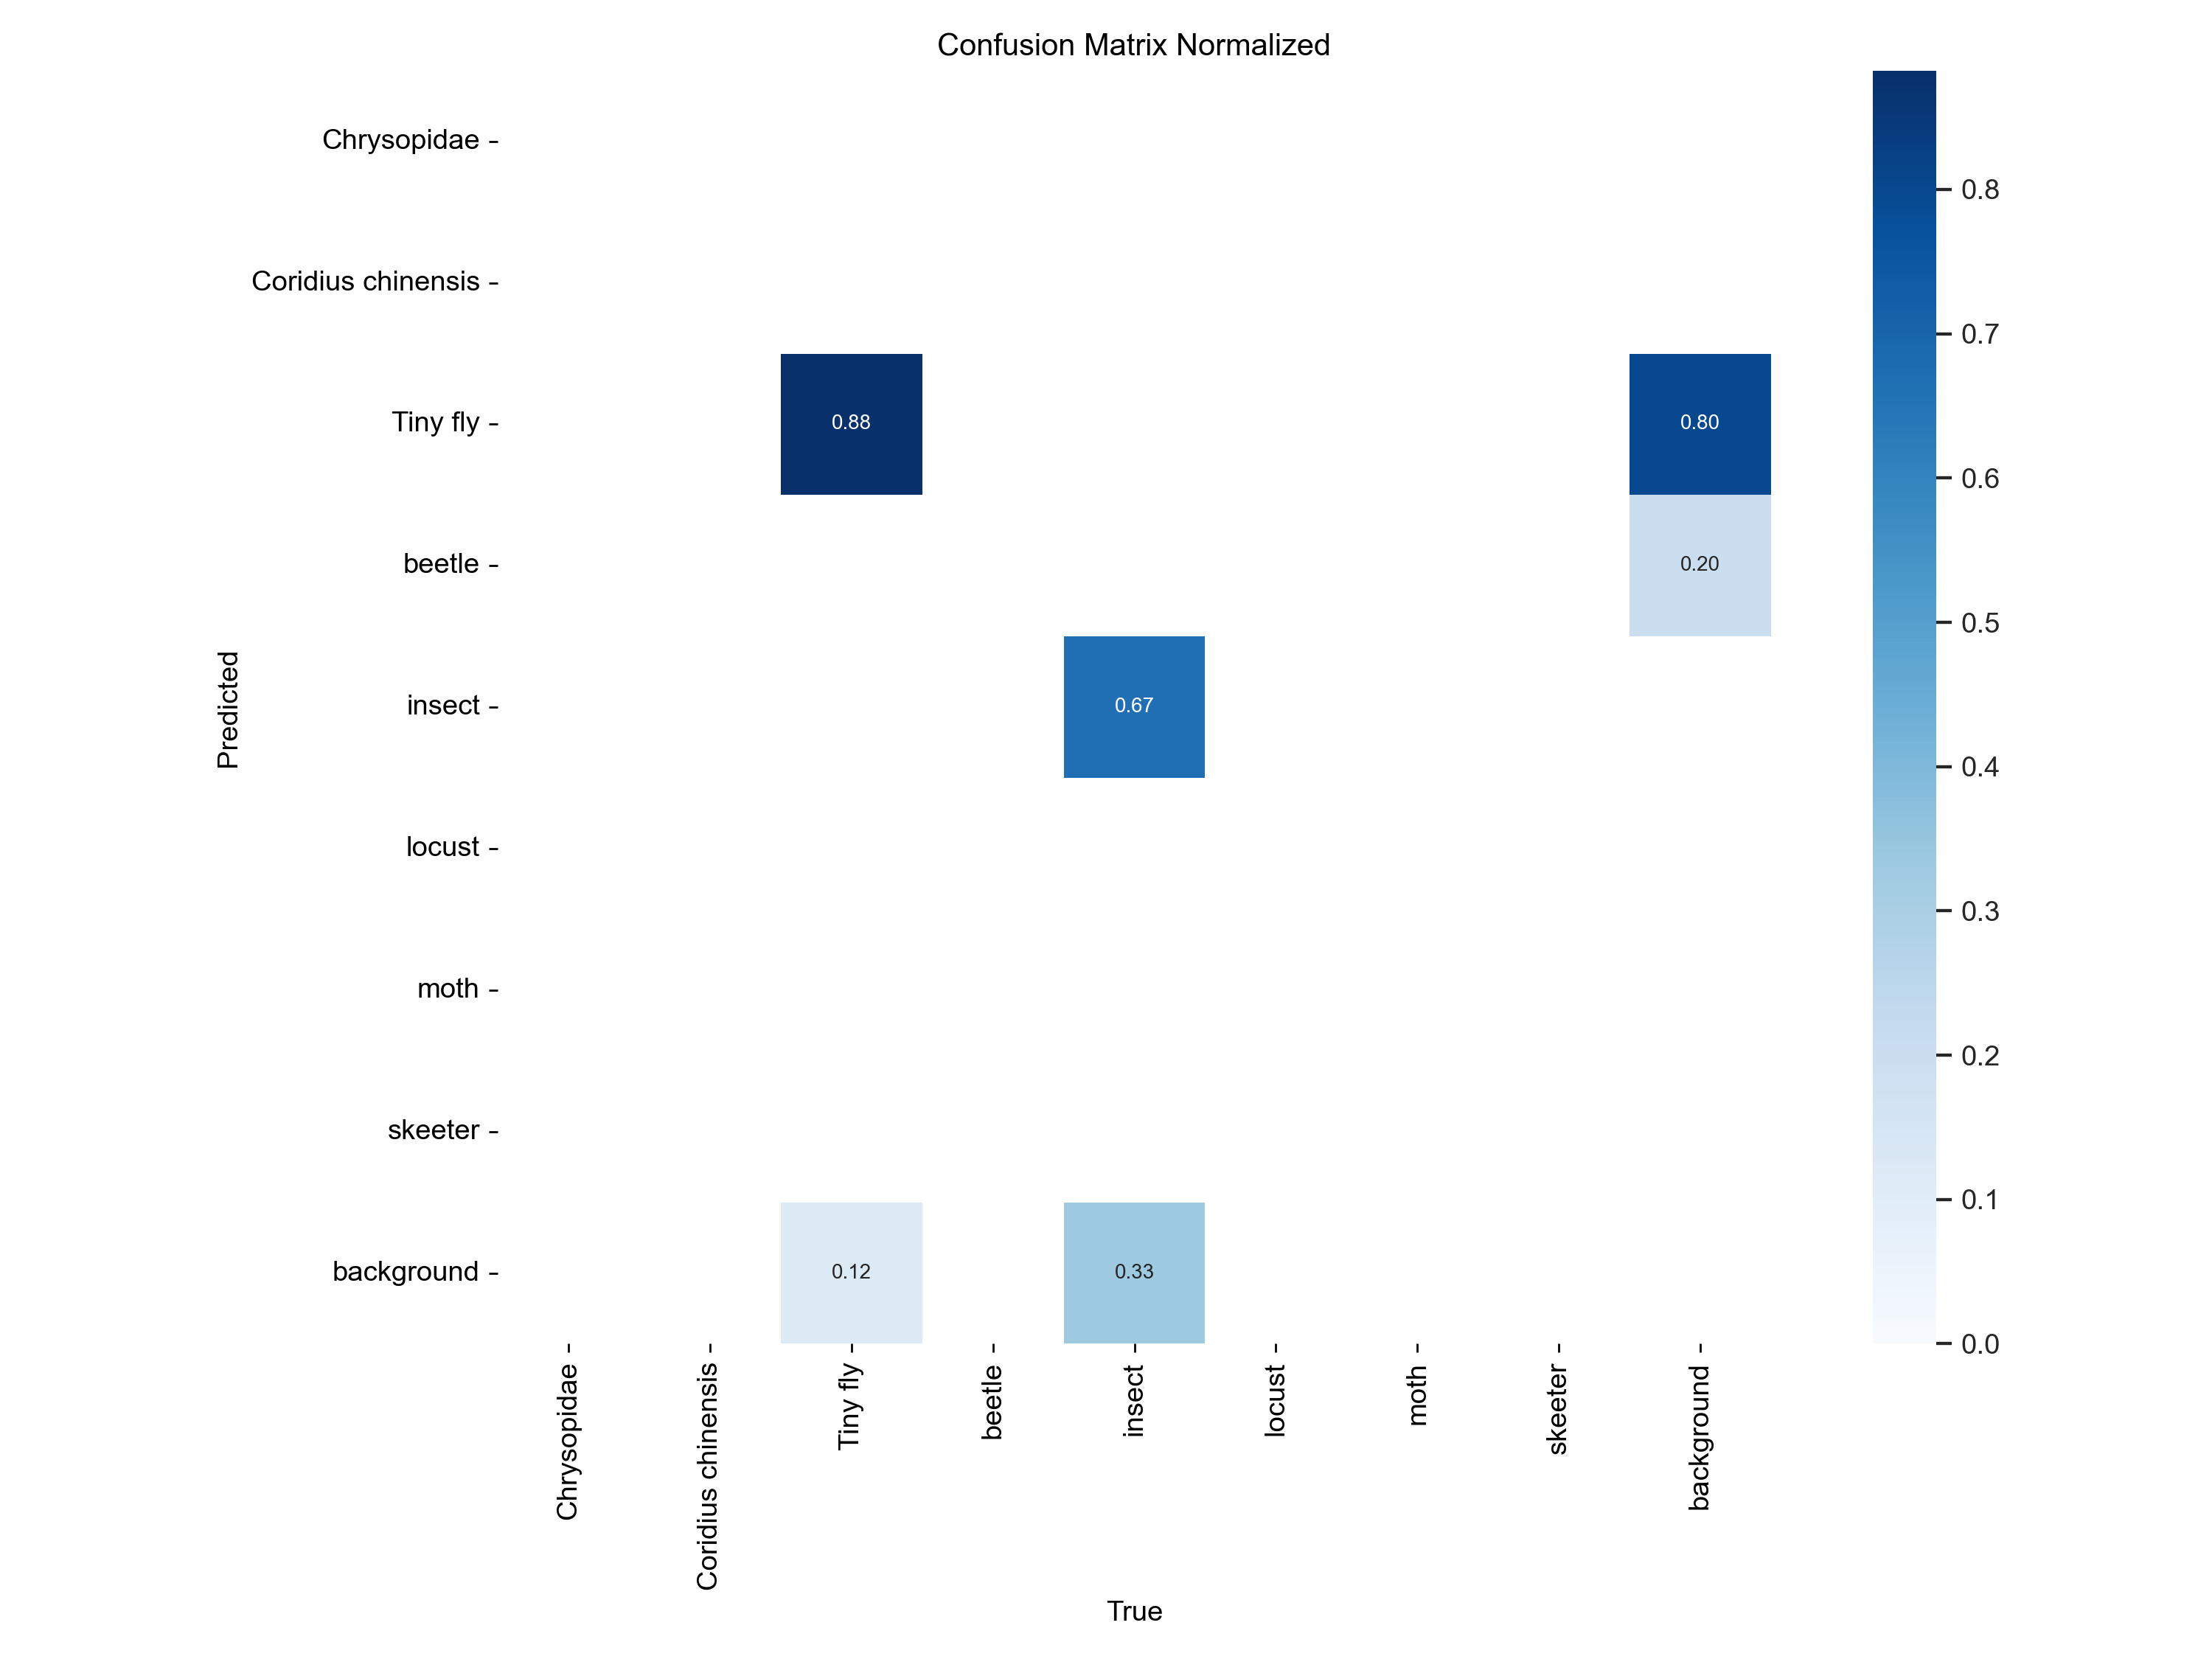 Confusion Matrix Normalized
Chrysopidae
Coridius chinensis
Tiny fly
beetle
insect
locust
moth
skeeter
background
Predicted
0.88
0.80
0.20
0.67
0.12
0.33
Chrysopidae
Coridius chinensis
Tiny fly
beetle
insect
locust
moth
skeeter
background
True
0.8
0.7
0.6
0.5
0.4
0.3
0.2
0.1
0.0